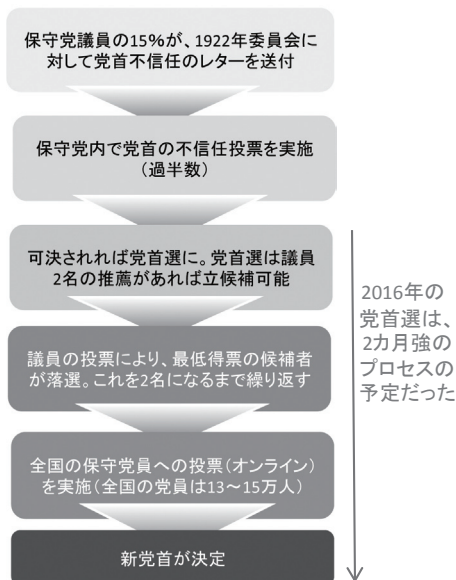 保守党議員の15％が、1922年委員会に
対して党首不信任のレターを送付
保守党内で党首の不信任投票を実施
（過半数）
可決されれば党首選に。党首選は議員
2名の推薦があれば立候補可能
議員の投票により、最低得票の候補者
が落選。これを2名になるまで繰り返す
全国の保守党員への投票（オンライン）
を実施（全国の党員は13～15万人）
新党首が決定
2016年の
党首選は、
2カ月強の
プロセスの
予定だった